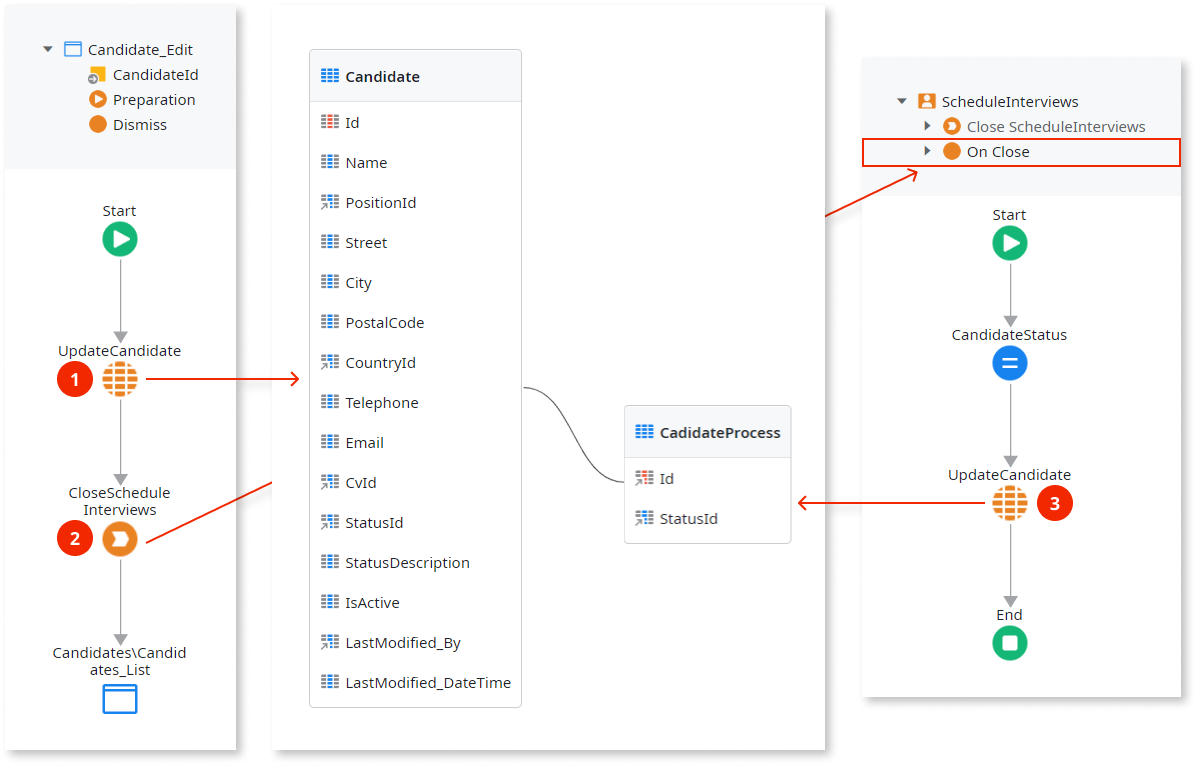 Candidate_Edit
CandidateId
Preparation
Dismiss
Start
UpdateCandidate
1
CloseSchedule
Interviews
2
Candidates\Candid
ates_List
Candidate
Id
Name
PositionId
Street
City
PostalCode
CountryId
Telephone
Email
CvId
StatusId
StatusDescription
IsActive
LastModified_By
LastModified_DateTime
CadidateProcess
Id
StatusId
ScheduleInterviews
Close ScheduleInterviews
On Close
Start
CandidateStatus
UpdateCandidate
3
End